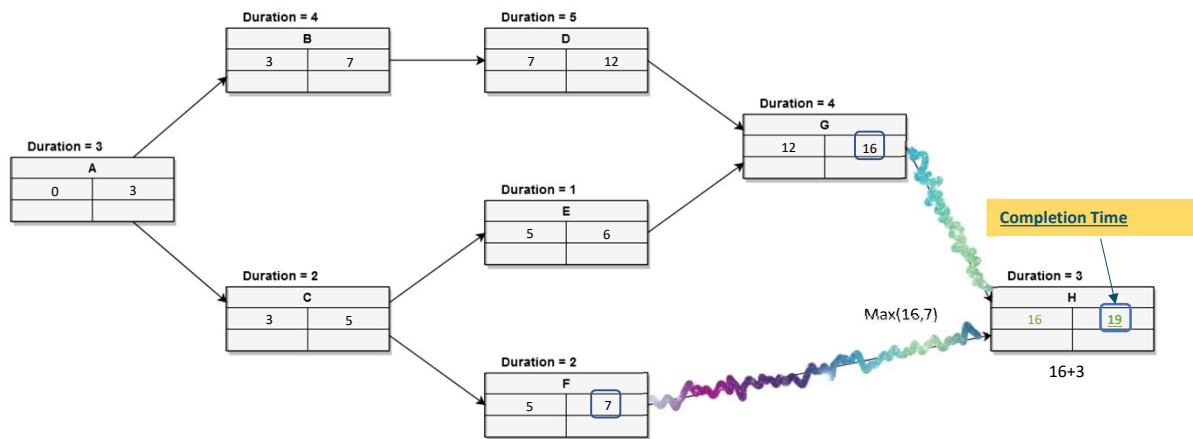 Duration = 4
B
3 7
Duration = 5
D
7 12
Duration = 4
G
12 16
Duration = 3
A
0 3
Duration = 1
E
5 6
Completion Time
Duration = 2
C
3 5
Duration = 3
H
16 19
Max(16,7)
16+3
Duration = 2
F
5 7